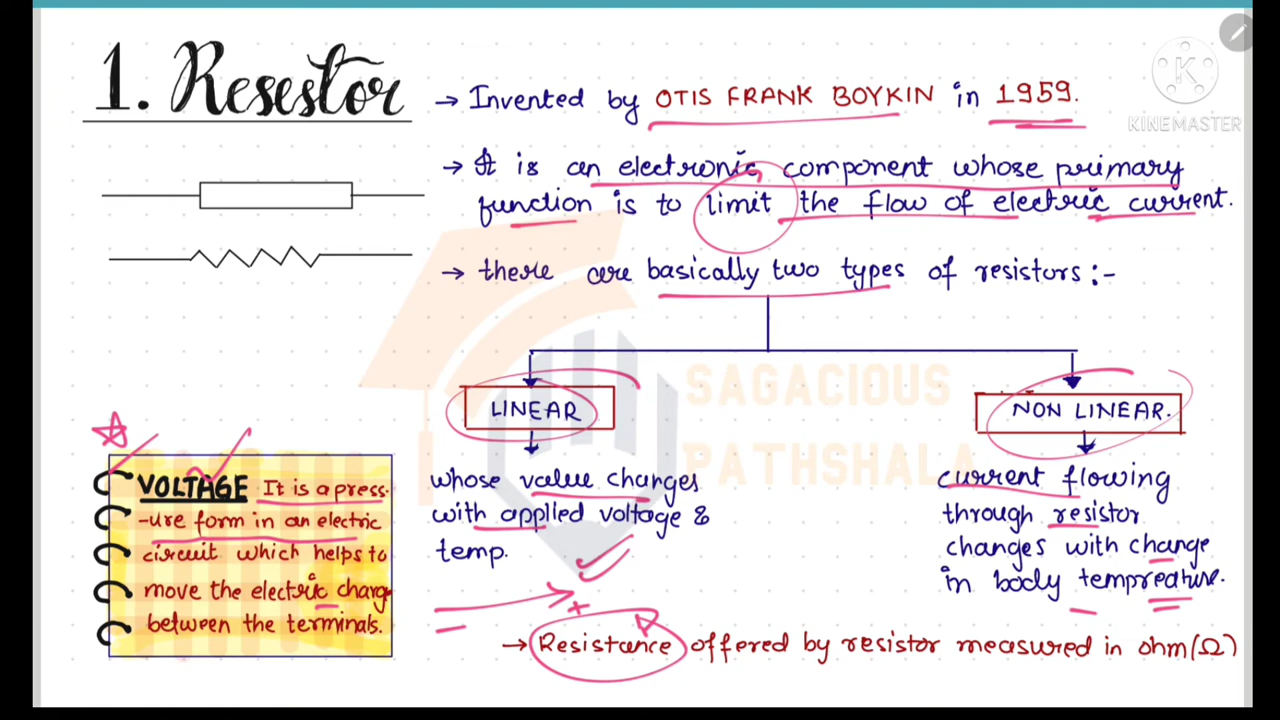 1. Resestor
→ Invented by OTIS FRANK BOYKIN in 1959.
KINEMASTER
→ It is an electronic component whose primary
function is to limit the flow of electric current.
→ there are basically two types of resistors :-
SAGACIOUS
PATHSHALA
LINEAR
whose value changes
with applied voltage &
temp.
NON LINEAR.
current flowing
through resistor
changes with change
in body tempreature.
VOLTAGE It is a press-
-ure form in an electric
circuit which helps to
move the electric charge
between the terminals.
→ Resistance offered by resistor measured in ohm(Ω)